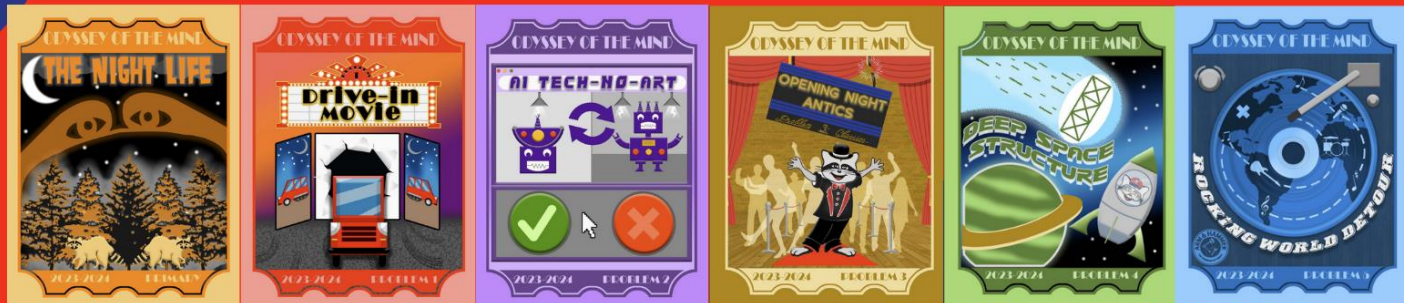 ODYSSEY OF THE MIND
THE NIGHT LIFE
2023-2024 PRIMARY
ODYSSEY OF THE MIND
DRIVE-IN
MOVIE
2023-2024 PROBLEM 1
ODYSSEY OF THE MIND
AI TECH-NO-ART
2023-2024 PROBLEM 2
ODYSSEY OF THE MIND
OPENING NIGHT
ANTICS
2023-2024 PROBLEM 3
ODYSSEY OF THE MIND
DEEP SPACE
STRUCTURE
2023-2024 PROBLEM 4
ODYSSEY OF THE MIND
ROCKING WORLD DETOUR
2023-2024 PROBLEM 5